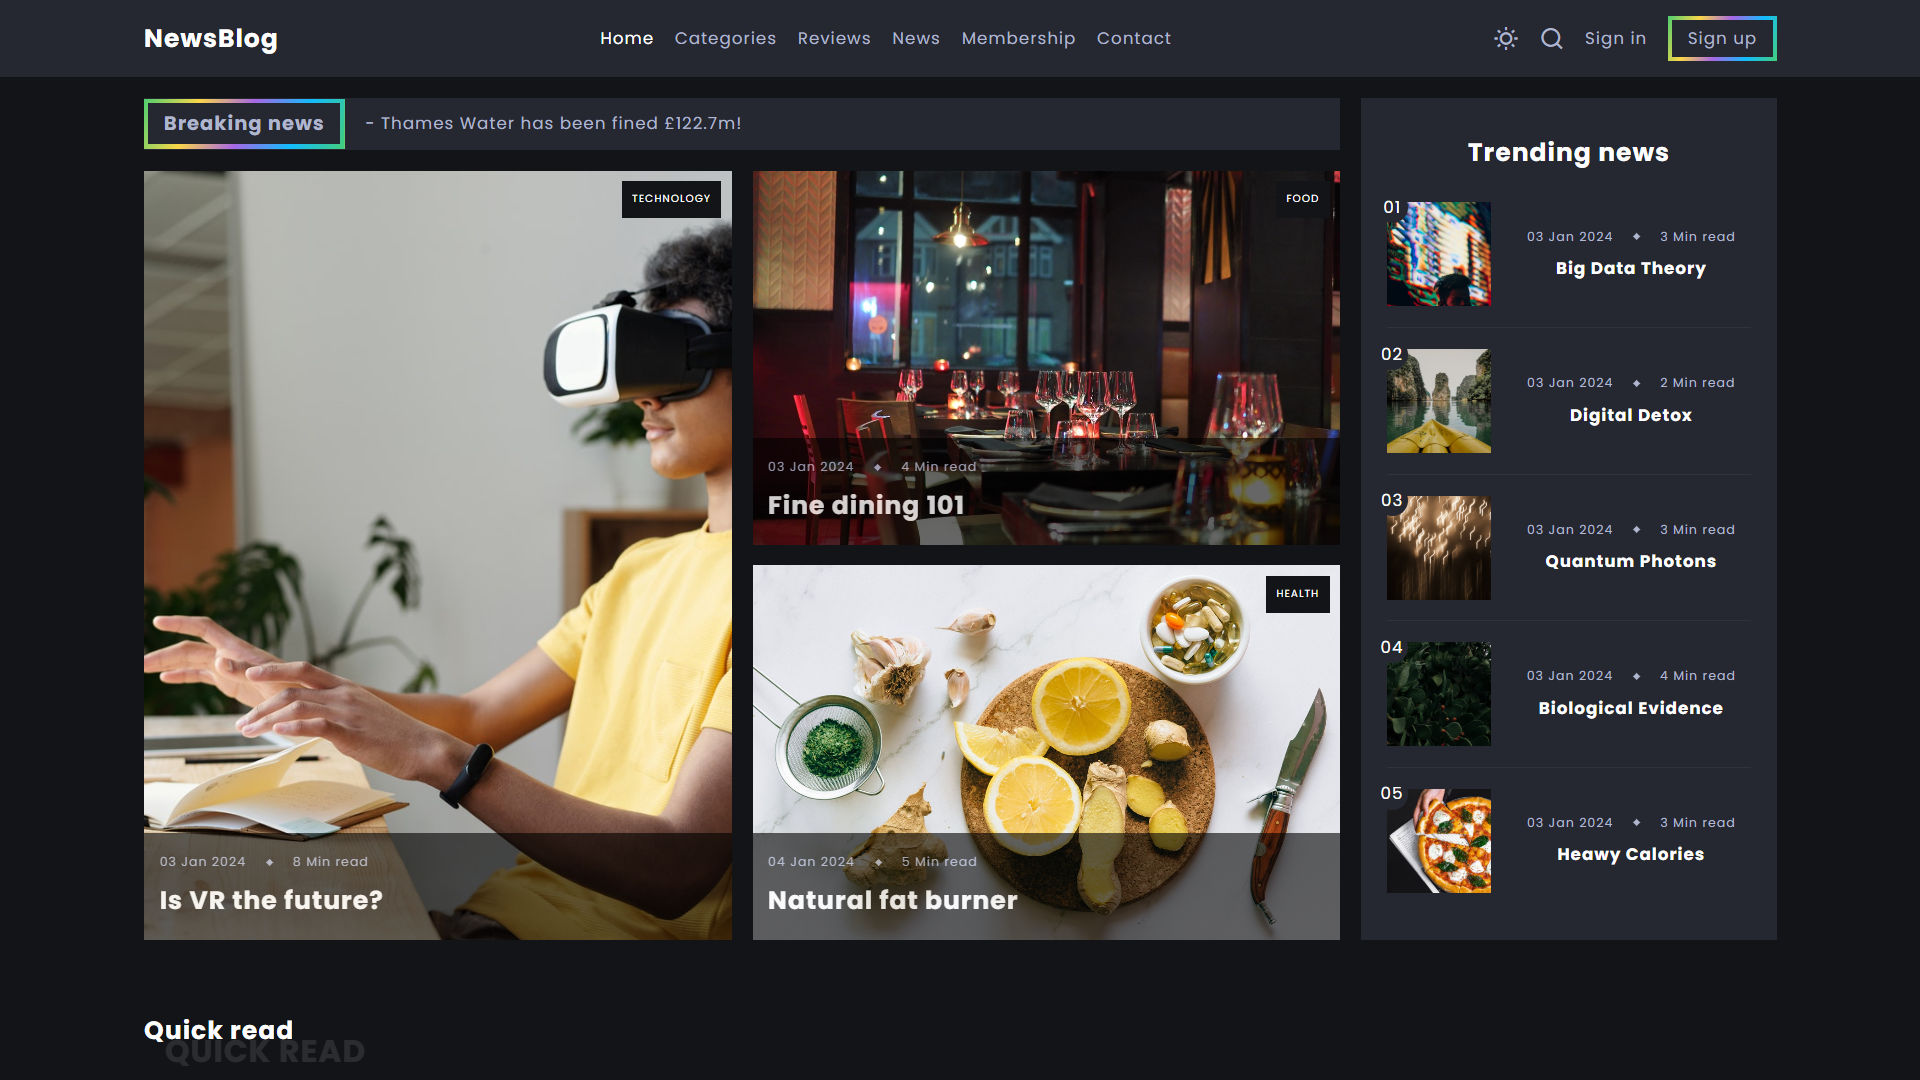 NewsBlog
Home Categories Reviews News Membership Contact
Sign in Sign up
Breaking news - Thames Water has been fined £122.7m!
TECHNOLOGY
03 Jan 2024 ◆ 8 Min read
Is VR the future?
FOOD
03 Jan 2024 ◆ 4 Min read
Fine dining 101
HEALTH
04 Jan 2024 ◆ 5 Min read
Natural fat burner
Trending news
01
03 Jan 2024 ◆ 3 Min read
Big Data Theory
02
03 Jan 2024 ◆ 2 Min read
Digital Detox
03
03 Jan 2024 ◆ 3 Min read
Quantum Photons
04
03 Jan 2024 ◆ 4 Min read
Biological Evidence
05
03 Jan 2024 ◆ 3 Min read
Heawy Calories
Quick read
QUICK READ